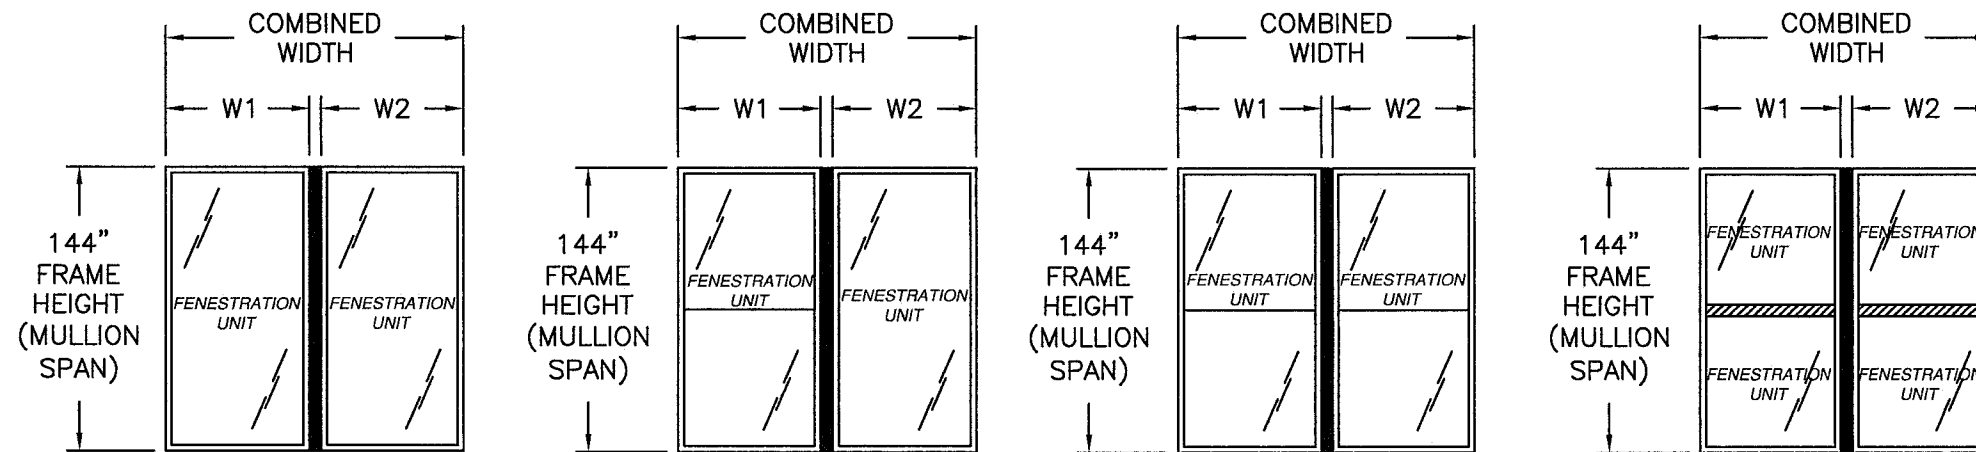 COMBINED
WIDTH
W1 W2
144"
FRAME
HEIGHT
(MULLION
SPAN)
FENESTRATION
UNIT
FENESTRATION
UNIT
COMBINED
WIDTH
W1 W2
144"
FRAME
HEIGHT
(MULLION
SPAN)
FENESTRATION
UNIT
FENESTRATION
UNIT
COMBINED
WIDTH
W1 W2
144"
FRAME
HEIGHT
(MULLION
SPAN)
FENESTRATION
UNIT
FENESTRATION
UNIT
COMBINED
WIDTH
W1 W2
144"
FRAME
HEIGHT
(MULLION
SPAN)
FENESTRATION
UNIT
FENESTRATION
UNIT
FENESTRATION
UNIT
FENESTRATION
UNIT